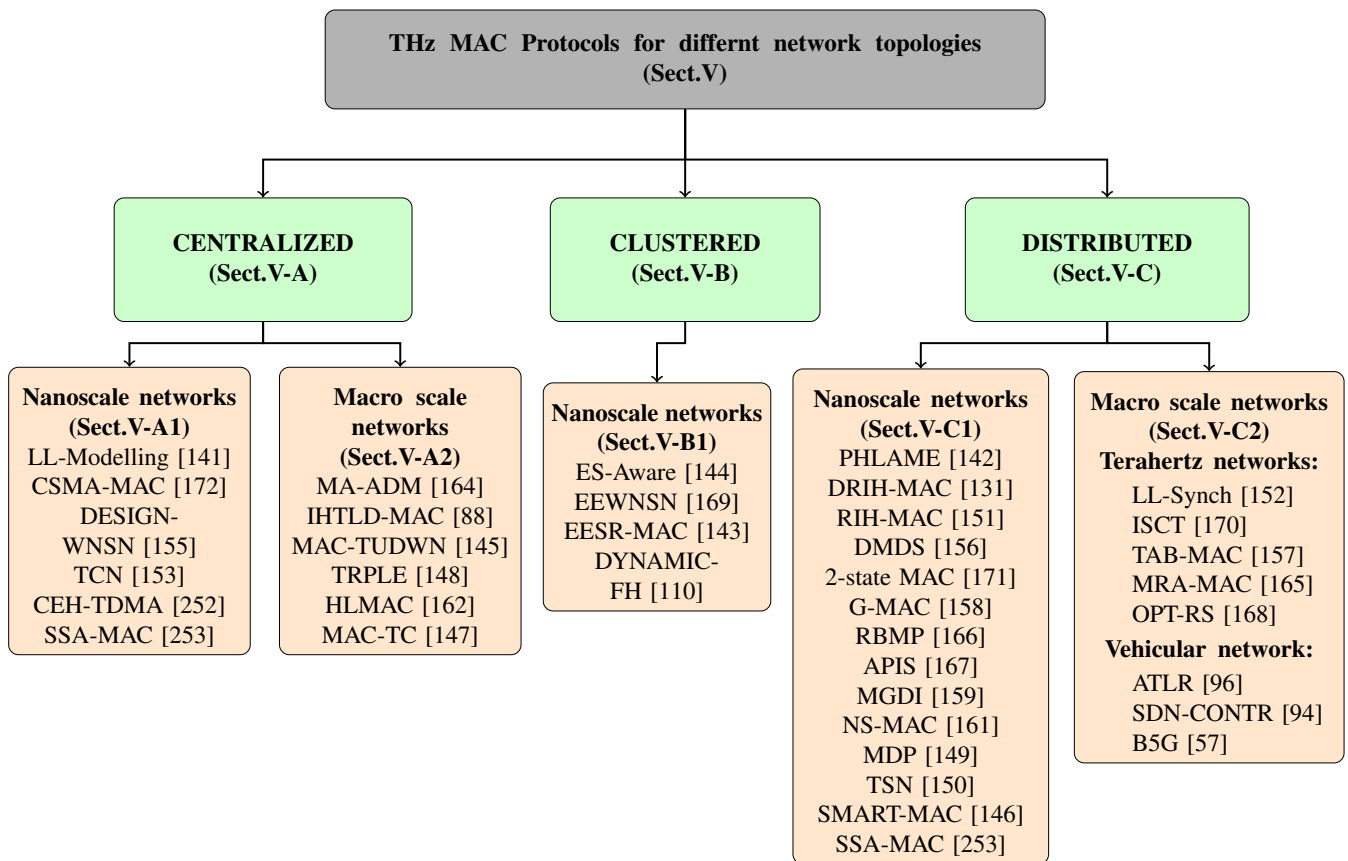 THz MAC Protocols for differnt network topologies
(Sect.V)
CENTRALIZED
(Sect.V-A)
CLUSTERED
(Sect.V-B)
DISTRIBUTED
(Sect.V-C)
Nanoscale networks
(Sect.V-A1)
LL-Modelling [141]
CSMA-MAC [172]
DESIGN-
WNSN [155]
TCN [153]
CEH-TDMA [252]
SSA-MAC [253]
Macro scale
networks
(Sect.V-A2)
MA-ADM [164]
IHTLD-MAC [88]
MAC-TUDWN [145]
TRPLE [148]
HLMAC [162]
MAC-TC [147]
Nanoscale networks
(Sect.V-B1)
ES-Aware [144]
EEWNSN [169]
EESR-MAC [143]
DYNAMIC-
FH [110]
Nanoscale networks
(Sect.V-C1)
PHLAME [142]
DRIH-MAC [131]
RIH-MAC [151]
DMDS [156]
2-state MAC [171]
G-MAC [158]
RBMP [166]
APIS [167]
MGDI [159]
NS-MAC [161]
MDP [149]
TSN [150]
SMART-MAC [146]
SSA-MAC [253]
Macro scale networks
(Sect.V-C2)
Terahertz networks:
LL-Synch [152]
ISCT [170]
TAB-MAC [157]
MRA-MAC [165]
OPT-RS [168]
Vehicular network:
ATLR [96]
SDN-CONTR [94]
B5G [57]